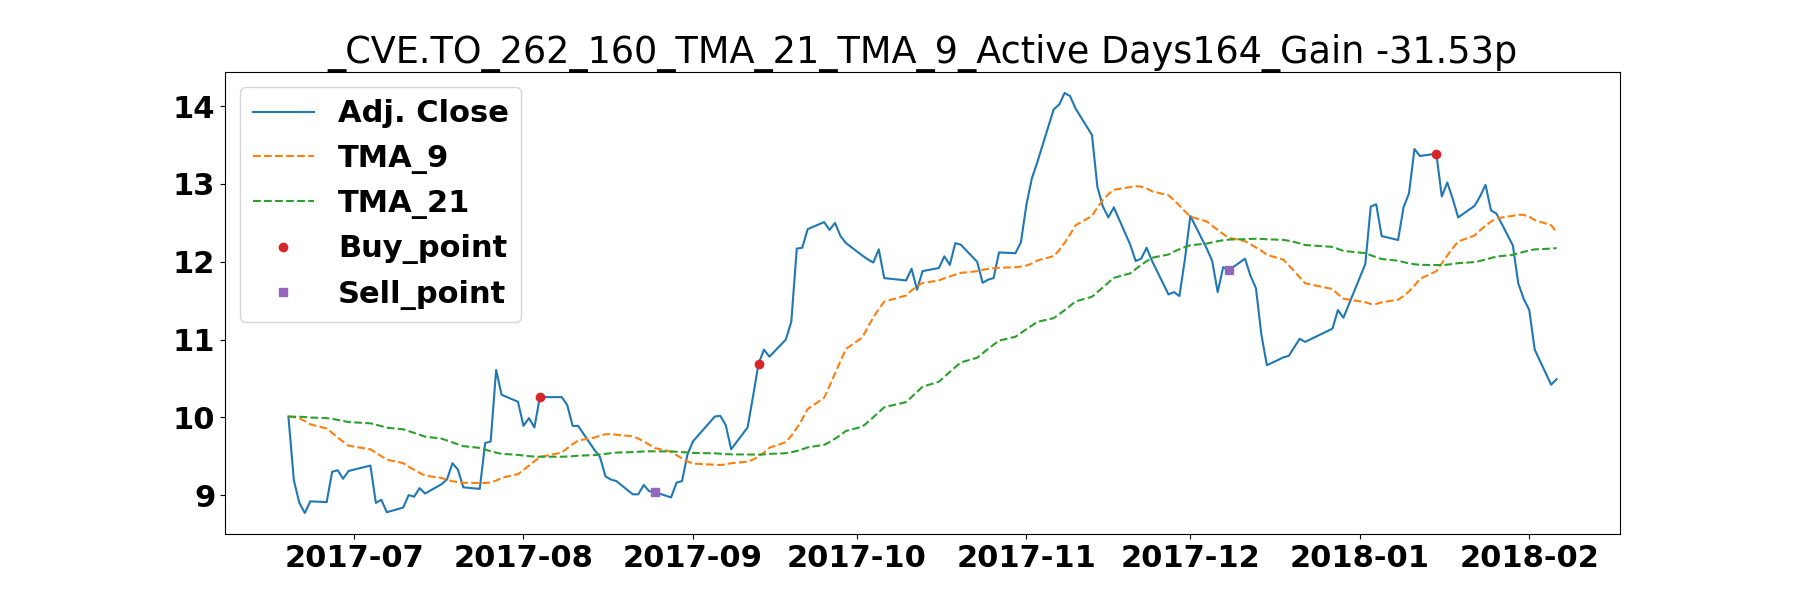 _CVE.TO_262_160_TMA_21_TMA_9_Active Days164_Gain -31.53p
14
13
12
11
10
9
Adj. Close
TMA_9
TMA_21
Buy_point
Sell_point
2017-07 2017-08 2017-09 2017-10 2017-11 2017-12 2018-01 2018-02